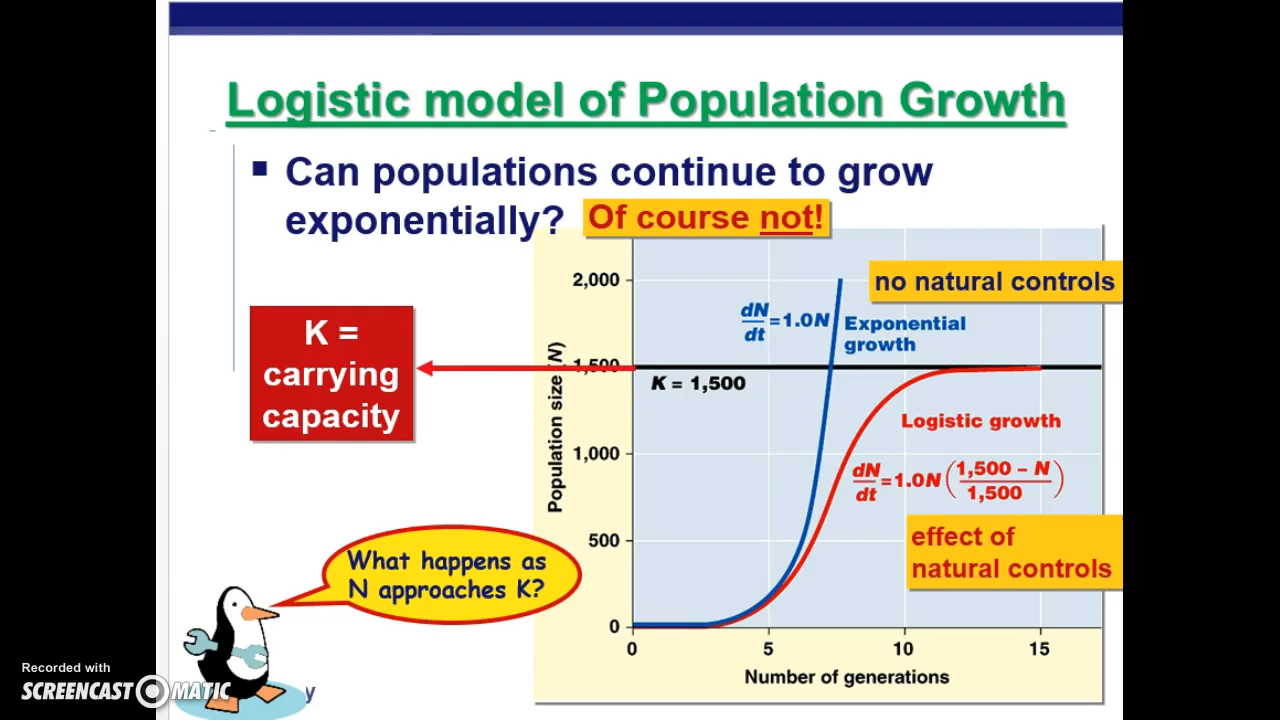 Logistic model of Population Growth
Can populations continue to grow
exponentially? Of course not!
no natural controls
K =
carrying
capacity
Population size (N)
2,000
1,500
1,000
500
0
dN/dt = 1.0N
Exponential
growth
K = 1,500
Logistic growth
dN/dt = 1.0N (1,500 – N / 1,500)
effect of
natural controls
0 5 10 15
Number of generations
What happens as
N approaches K?
Recorded with
SCREENCAST MATIC
y